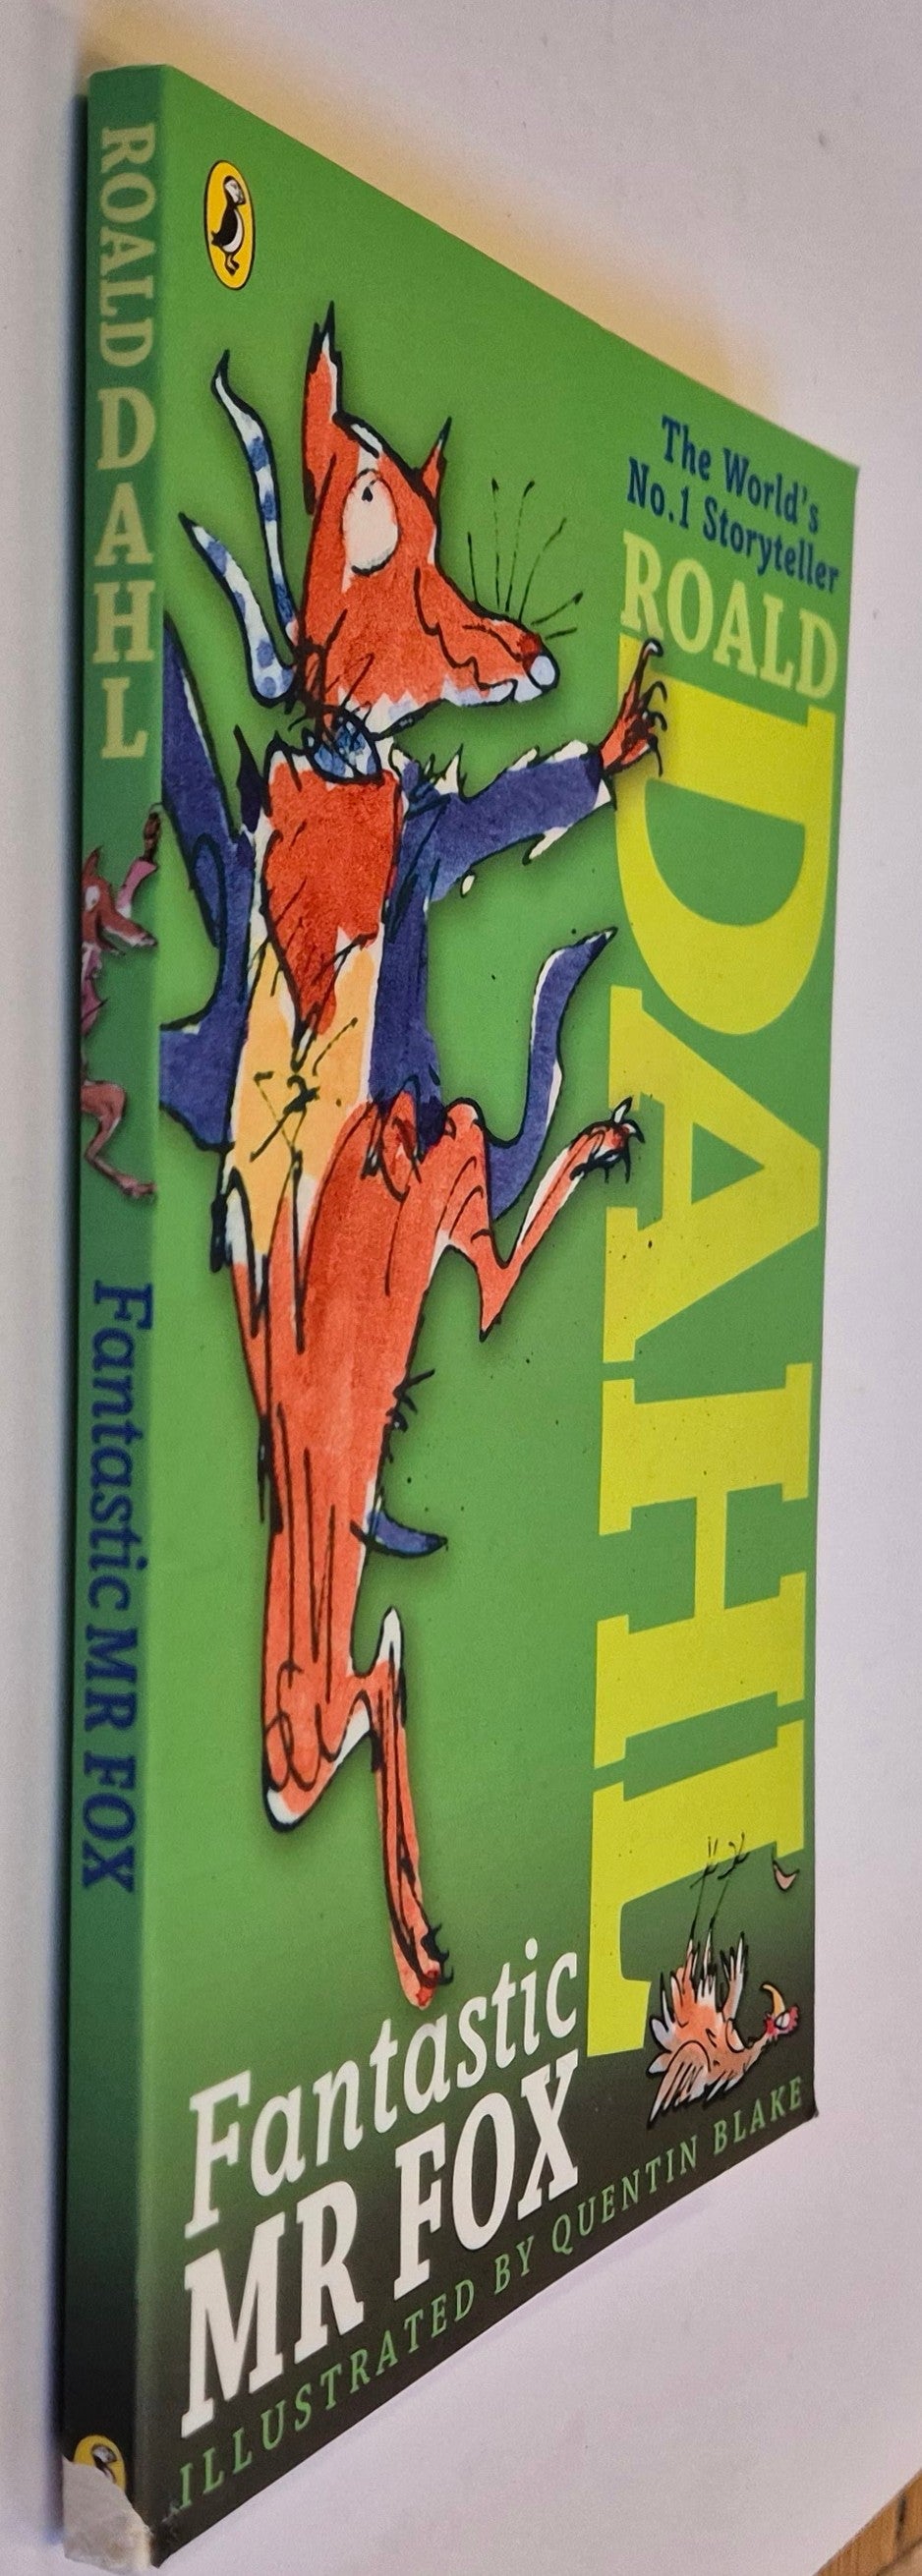 ROALD DAHL
Fantastic MR FOX
The World's
No.1 Storyteller
ROALD
DAHL
Fantastic
MR FOX
ILLUSTRATED BY QUENTIN BLAKE